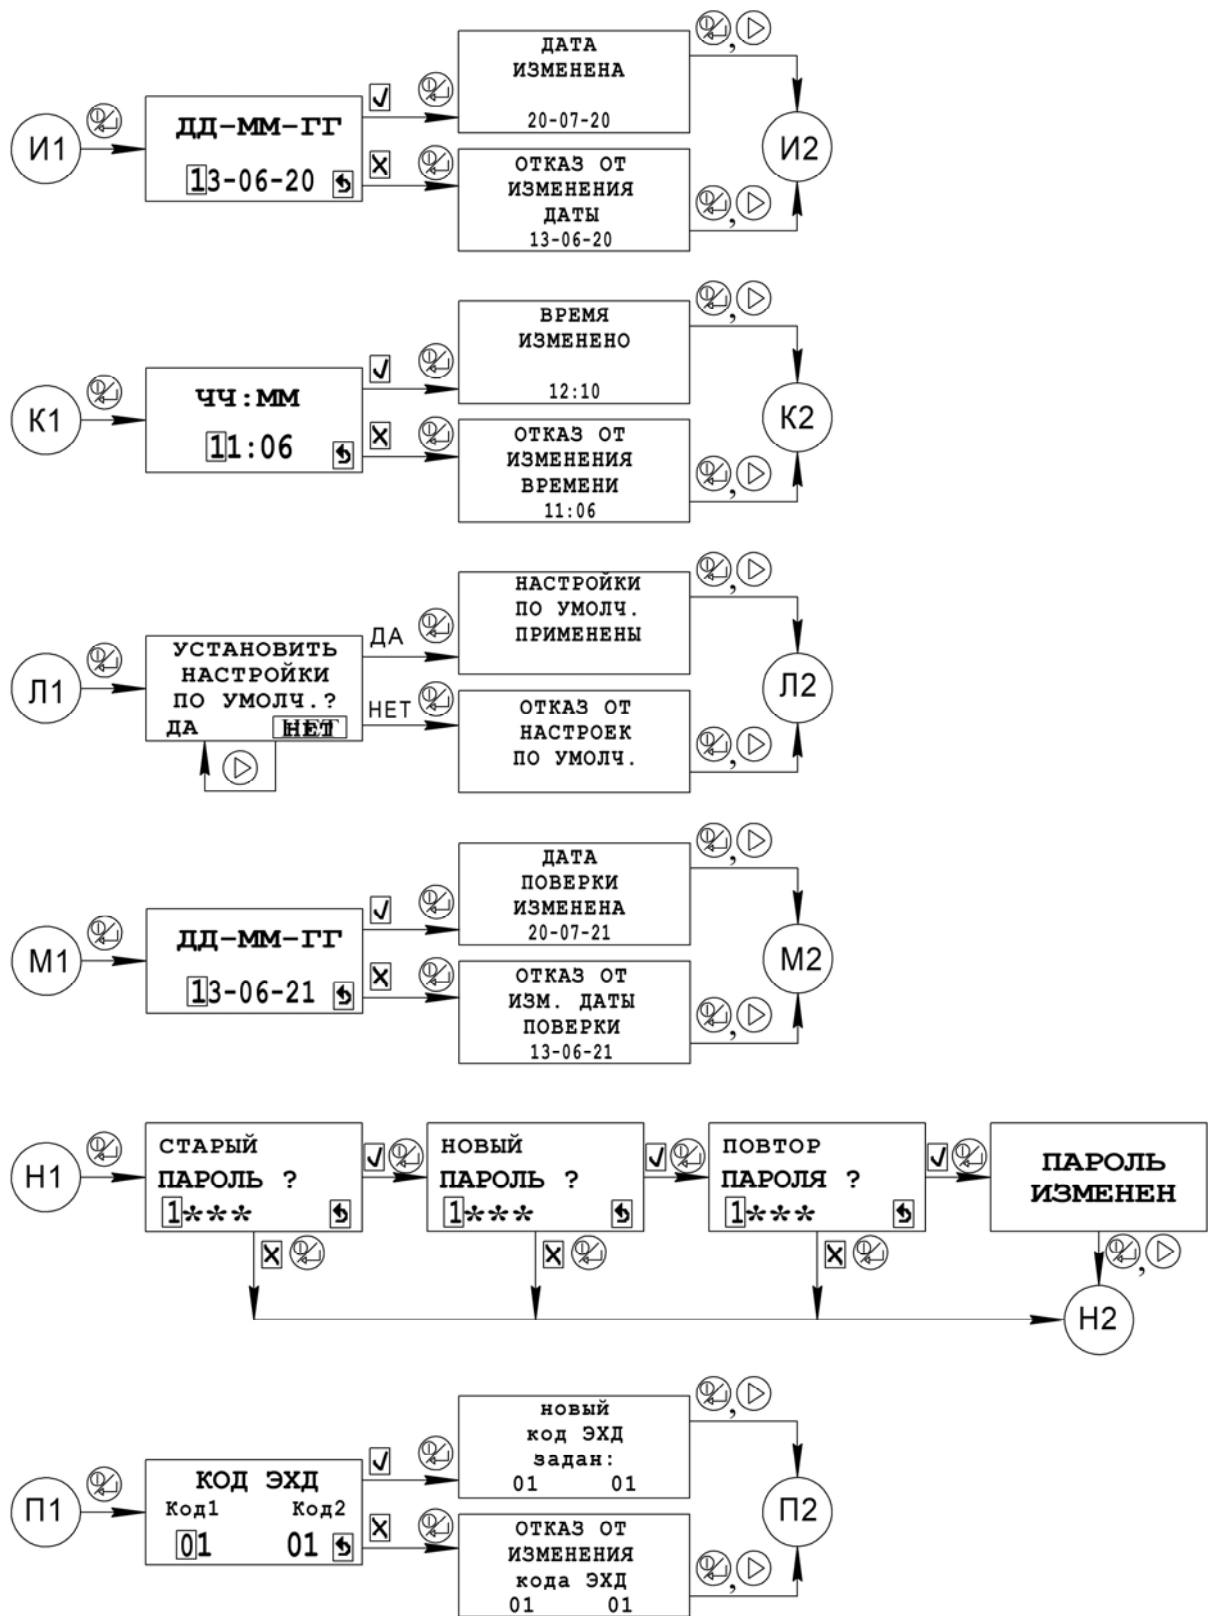 И1
ДД-ММ-ГГ
13-06-20
ДАТА
ИЗМЕНЕНА
20-07-20
ОТКАЗ ОТ
ИЗМЕНЕНИЯ
ДАТЫ
13-06-20
И2
К1
ЧЧ:ММ
11:06
ВРЕМЯ
ИЗМЕНЕНО
12:10
ОТКАЗ ОТ
ИЗМЕНЕНИЯ
ВРЕМЕНИ
11:06
К2
Л1
УСТАНОВИТЬ
НАСТРОЙКИ
ПО УМОЛЧ.?
ДА НЕТ
ДА
НЕТ
НАСТРОЙКИ
ПО УМОЛЧ.
ПРИМЕНЕНЫ
ОТКАЗ ОТ
НАСТРОЕК
ПО УМОЛЧ.
Л2
М1
ДД-ММ-ГГ
13-06-21
ДАТА
ПОВЕРКИ
ИЗМЕНЕНА
20-07-21
ОТКАЗ ОТ
ИЗМ. ДАТЫ
ПОВЕРКИ
13-06-21
М2
Н1
СТАРЫЙ
ПАРОЛЬ ?
1***
НОВЫЙ
ПАРОЛЬ ?
1***
ПОВТОР
ПАРОЛЯ ?
1***
ПАРОЛЬ
ИЗМЕНЕН
Н2
П1
КОД ЭХД
Код1 Код2
01 01
новый
код ЭХД
задан:
01 01
ОТКАЗ ОТ
ИЗМЕНЕНИЯ
кода ЭХД
01 01
П2